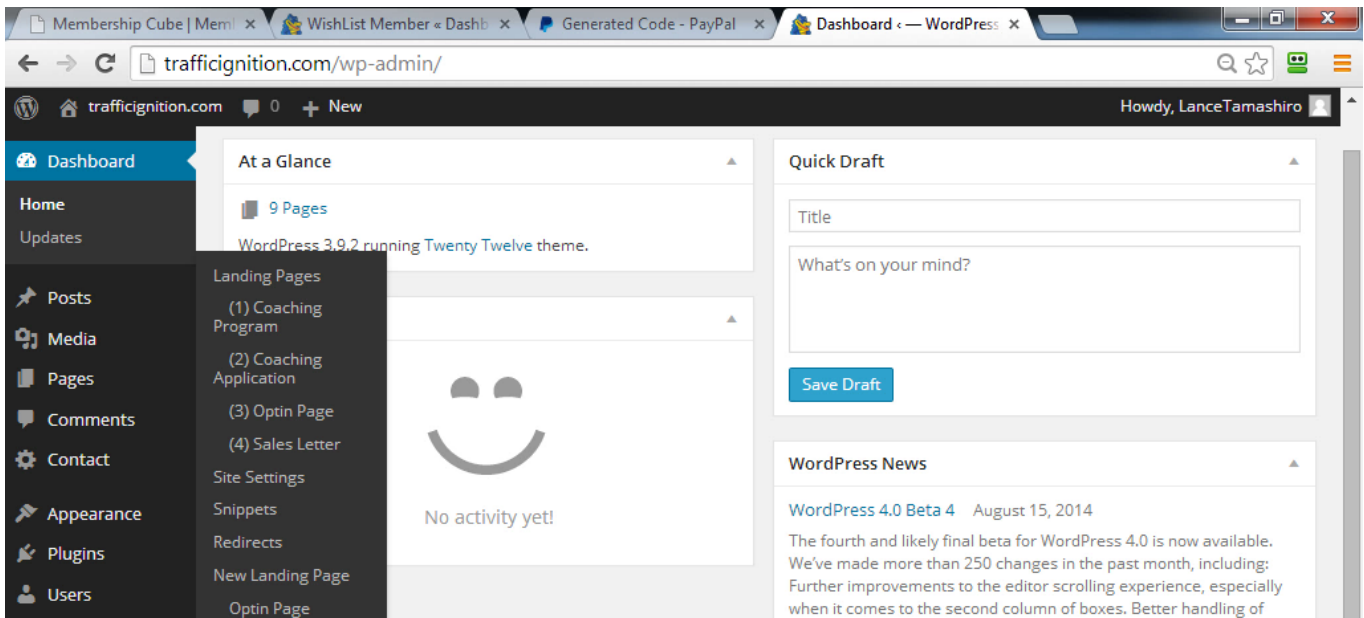 Membership Cube | Mem
WishList Member « Dashb
Generated Code - PayPal
Dashboard ‹ — WordPress
trafficignition.com/wp-admin/
trafficignition.com
0
+ New
Howdy, LanceTamashiro
Dashboard
Home
Updates
Posts
Media
Pages
Comments
Contact
Appearance
Plugins
Users
Landing Pages
(1) Coaching
Program
(2) Coaching
Application
(3) Optin Page
(4) Sales Letter
Site Settings
Snippets
Redirects
New Landing Page
Optin Page
At a Glance
9 Pages
WordPress 3.9.2 running Twenty Twelve theme.
No activity yet!
Quick Draft
Title
What's on your mind?
Save Draft
WordPress News
WordPress 4.0 Beta 4 August 15, 2014
The fourth and likely final beta for WordPress 4.0 is now available.
We've made more than 250 changes in the past month, including:
Further improvements to the editor scrolling experience, especially
when it comes to the second column of boxes. Better handling of